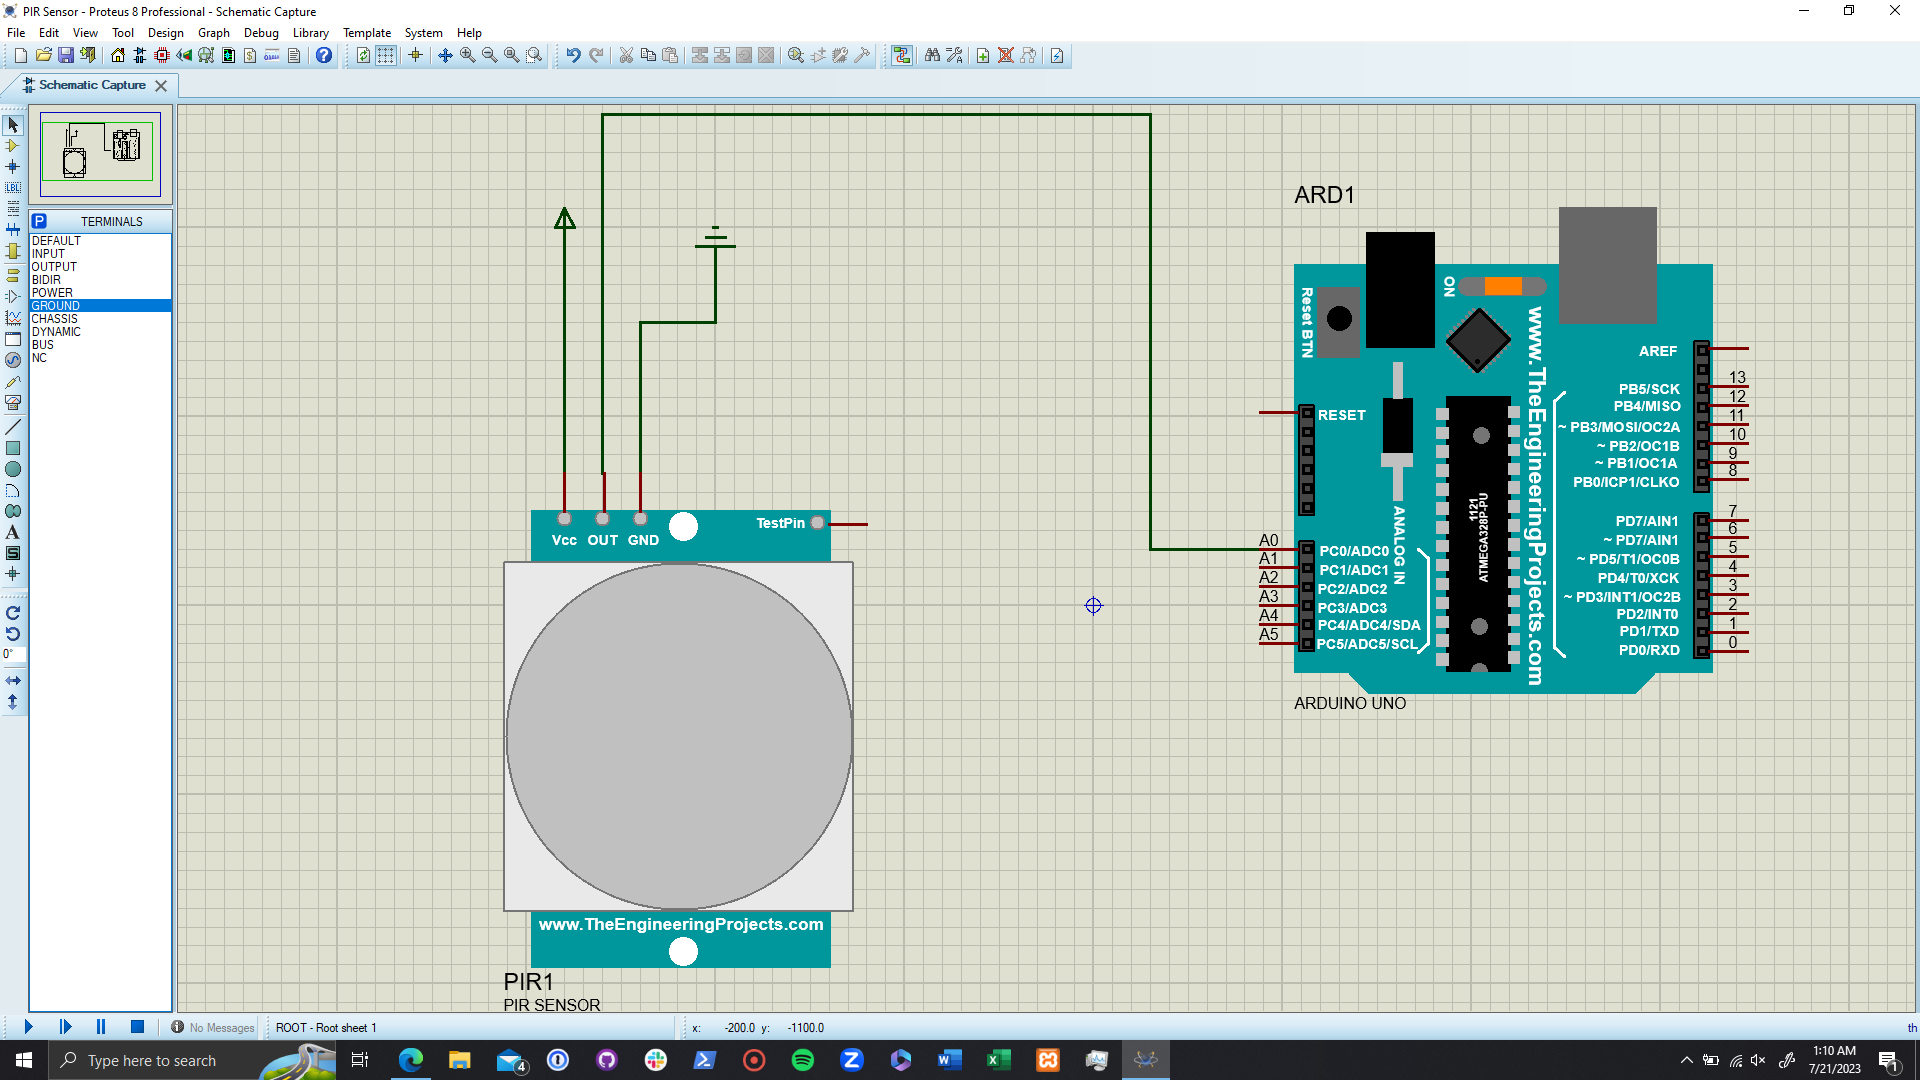 PIR Sensor - Proteus 8 Professional - Schematic Capture
File Edit View Tool Design Graph Debug Library Template System Help
Schematic Capture
LBL
P TERMINALS
DEFAULT
INPUT
OUTPUT
BIDIR
POWER
GROUND
CHASSIS
DYNAMIC
BUS
NC
A
S
0°
Vcc OUT GND
TestPin
www.TheEngineeringProjects.com
PIR1
PIR SENSOR
ARD1
Reset BTN
ON
www.TheEngineeringProjects.com
RESET
ANALOG IN
1121
ATMEGA328P-PU
A0 PC0/ADC0
A1 PC1/ADC1
A2 PC2/ADC2
A3 PC3/ADC3
A4 PC4/ADC4/SDA
A5 PC5/ADC5/SCL
AREF
PB5/SCK 13
PB4/MISO 12
~ PB3/MOSI/OC2A 11
~ PB2/OC1B 10
~ PB1/OC1A 9
PB0/ICP1/CLKO 8
PD7/AIN1 7
~ PD7/AIN1 6
~ PD5/T1/OC0B 5
PD4/T0/XCK 4
~ PD3/INT1/OC2B 3
PD2/INT0 2
PD1/TXD 1
PD0/RXD 0
ARDUINO UNO
No Messages
ROOT - Root sheet 1
x: -200.0 y: -1100.0
th
Type here to search
4
1:10 AM
7/21/2023
1